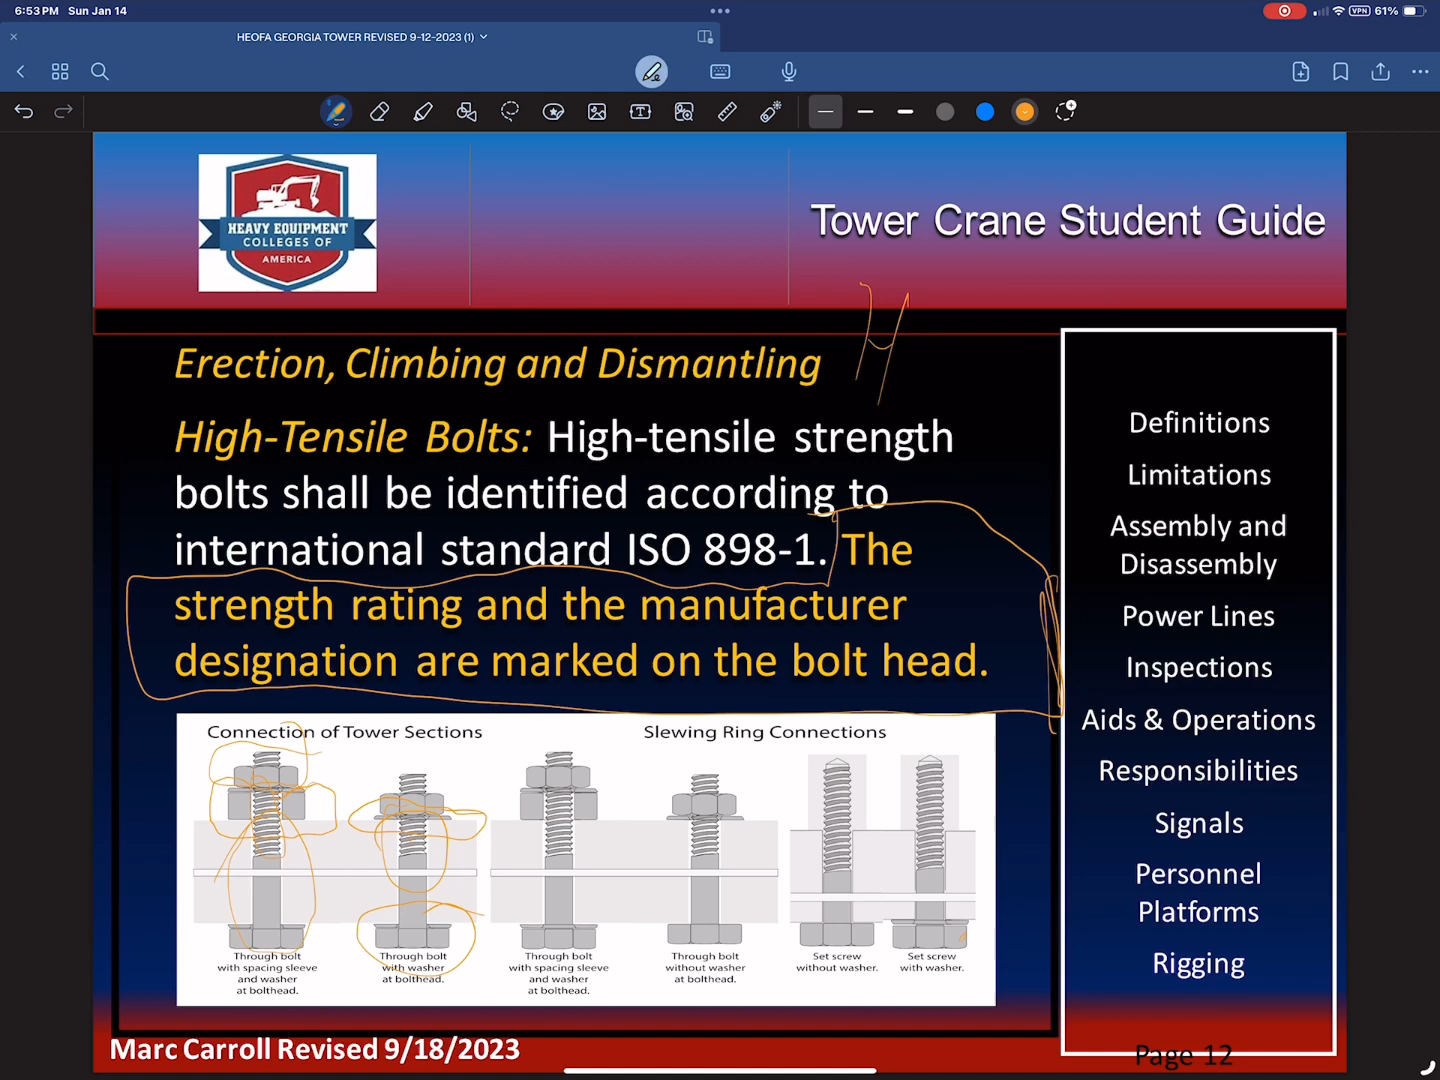 6:53 PM Sun Jan 14
VPN 61%
HEOFA GEORGIA TOWER REVISED 9-12-2023 (1)
HEAVY EQUIPMENT
COLLEGES OF
AMERICA
Tower Crane Student Guide
Erection, Climbing and Dismantling
High-Tensile Bolts: High-tensile strength
bolts shall be identified according to
international standard ISO 898-1. The
strength rating and the manufacturer
designation are marked on the bolt head.
Connection of Tower Sections
Slewing Ring Connections
Through bolt
with spacing sleeve
and washer
at bolthead.
Through bolt
with washer
at bolthead.
Through bolt
with spacing sleeve
and washer
at bolthead.
Through bolt
without washer
at bolthead.
Set screw
without washer.
Set screw
with washer.
Definitions
Limitations
Assembly and
Disassembly
Power Lines
Inspections
Aids & Operations
Responsibilities
Signals
Personnel
Platforms
Rigging
Marc Carroll Revised 9/18/2023
Page 12